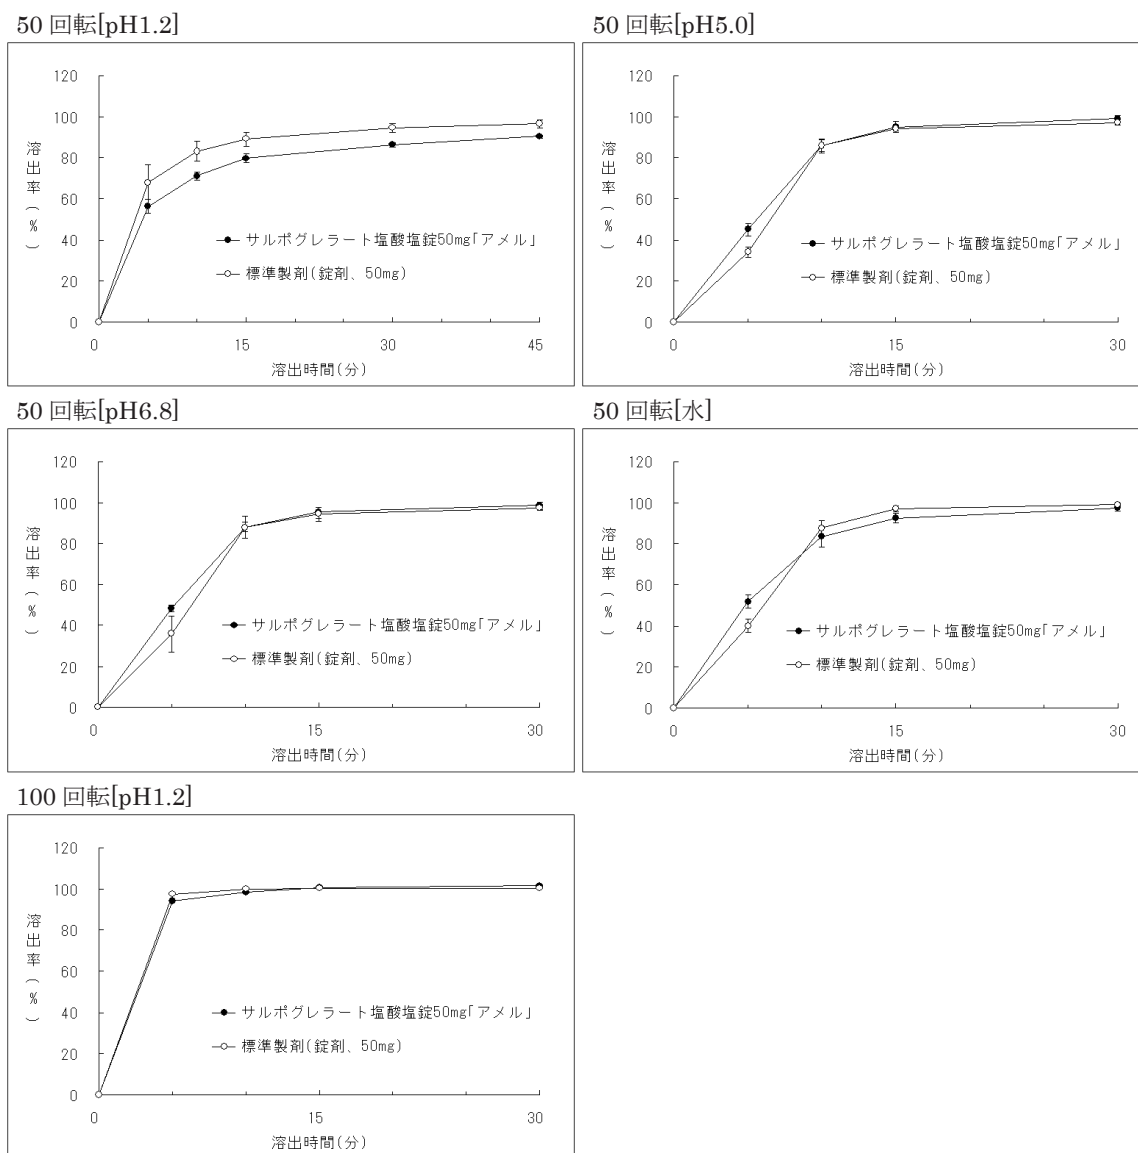 50 回転[pH1.2]
120
100
80
60
40
20
0
溶出率(%)
サルポグレラート塩酸塩錠50mg「アメル」
標準製剤(錠剤、50mg)
0 15 30 45
溶出時間(分)
50 回転[pH5.0]
120
100
80
60
40
20
0
溶出率(%)
サルポグレラート塩酸塩錠50mg「アメル」
標準製剤(錠剤、50mg)
0 15 30
溶出時間(分)
50 回転[pH6.8]
120
100
80
60
40
20
0
溶出率(%)
サルポグレラート塩酸塩錠50mg「アメル」
標準製剤(錠剤、50mg)
0 15 30
溶出時間(分)
50 回転[水]
120
100
80
60
40
20
0
溶出率(%)
サルポグレラート塩酸塩錠50mg「アメル」
標準製剤(錠剤、50mg)
0 15 30
溶出時間(分)
100 回転[pH1.2]
120
100
80
60
40
20
0
溶出率(%)
サルポグレラート塩酸塩錠50mg「アメル」
標準製剤(錠剤、50mg)
0 15 30
溶出時間(分)